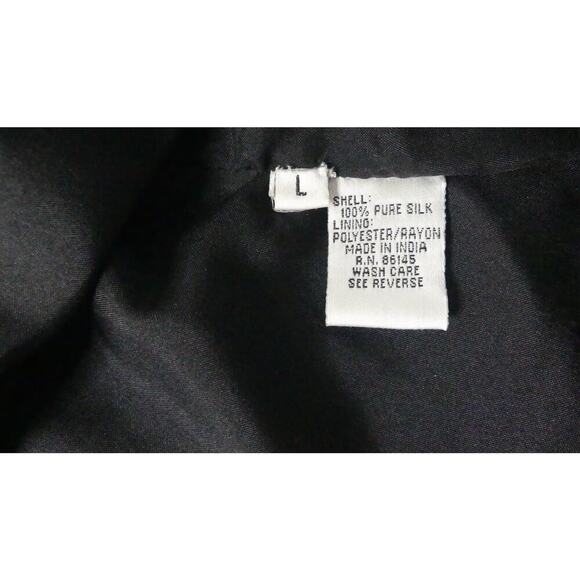 L
SHELL:
100% PURE SILK
LINING:
POLYESTER/RAYON
MADE IN INDIA
R.N. 86145
WASH CARE
SEE REVERSE